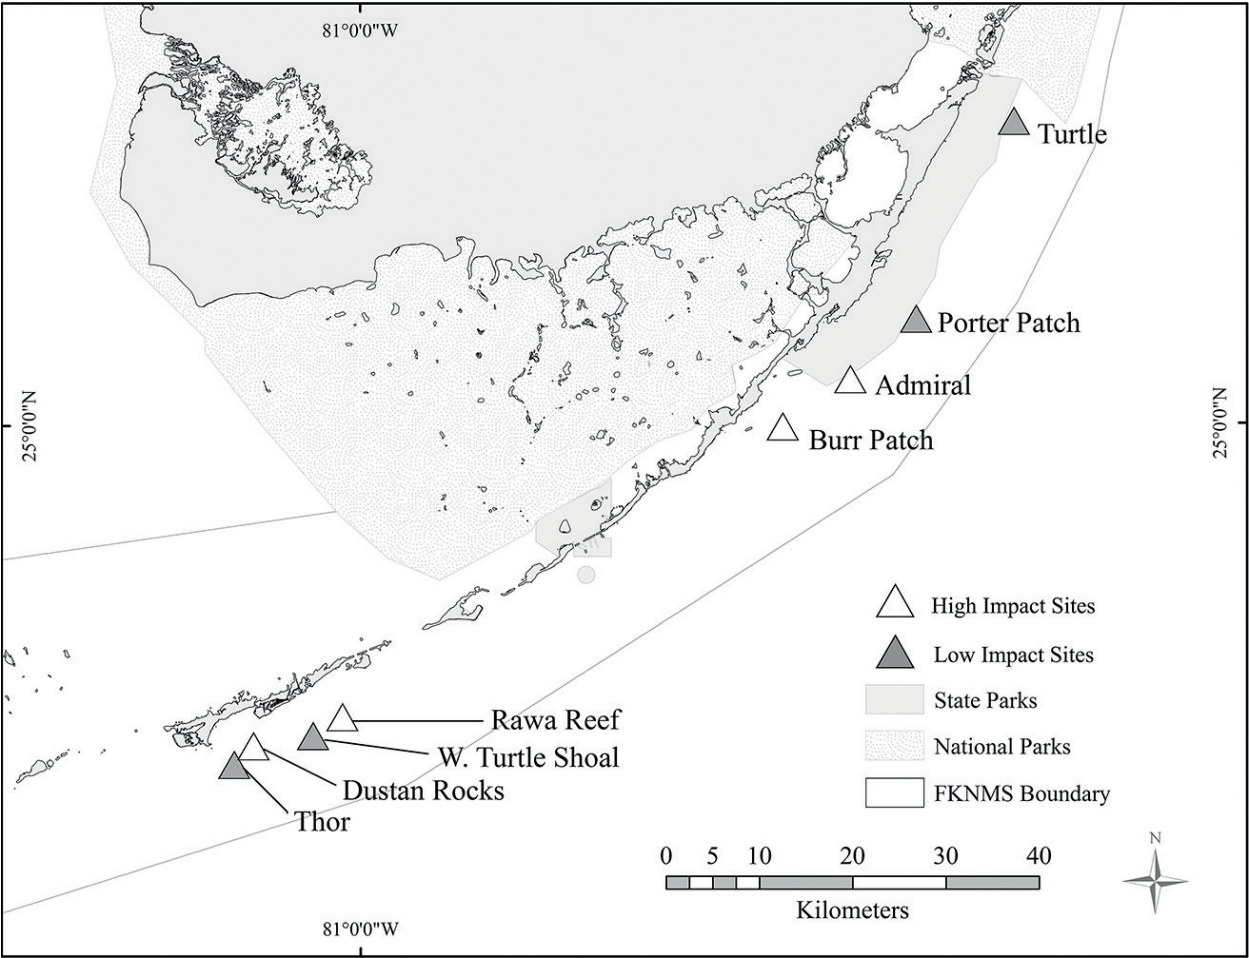 81°0'0"W
Turtle
Porter Patch
Admiral
25°0'0"N
25°0'0"N
Burr Patch
High Impact Sites
Low Impact Sites
State Parks
National Parks
FKNMS Boundary
Rawa Reef
W. Turtle Shoal
Dustan Rocks
Thor
0 5 10 20 30 40
Kilometers
N
81°0'0"W